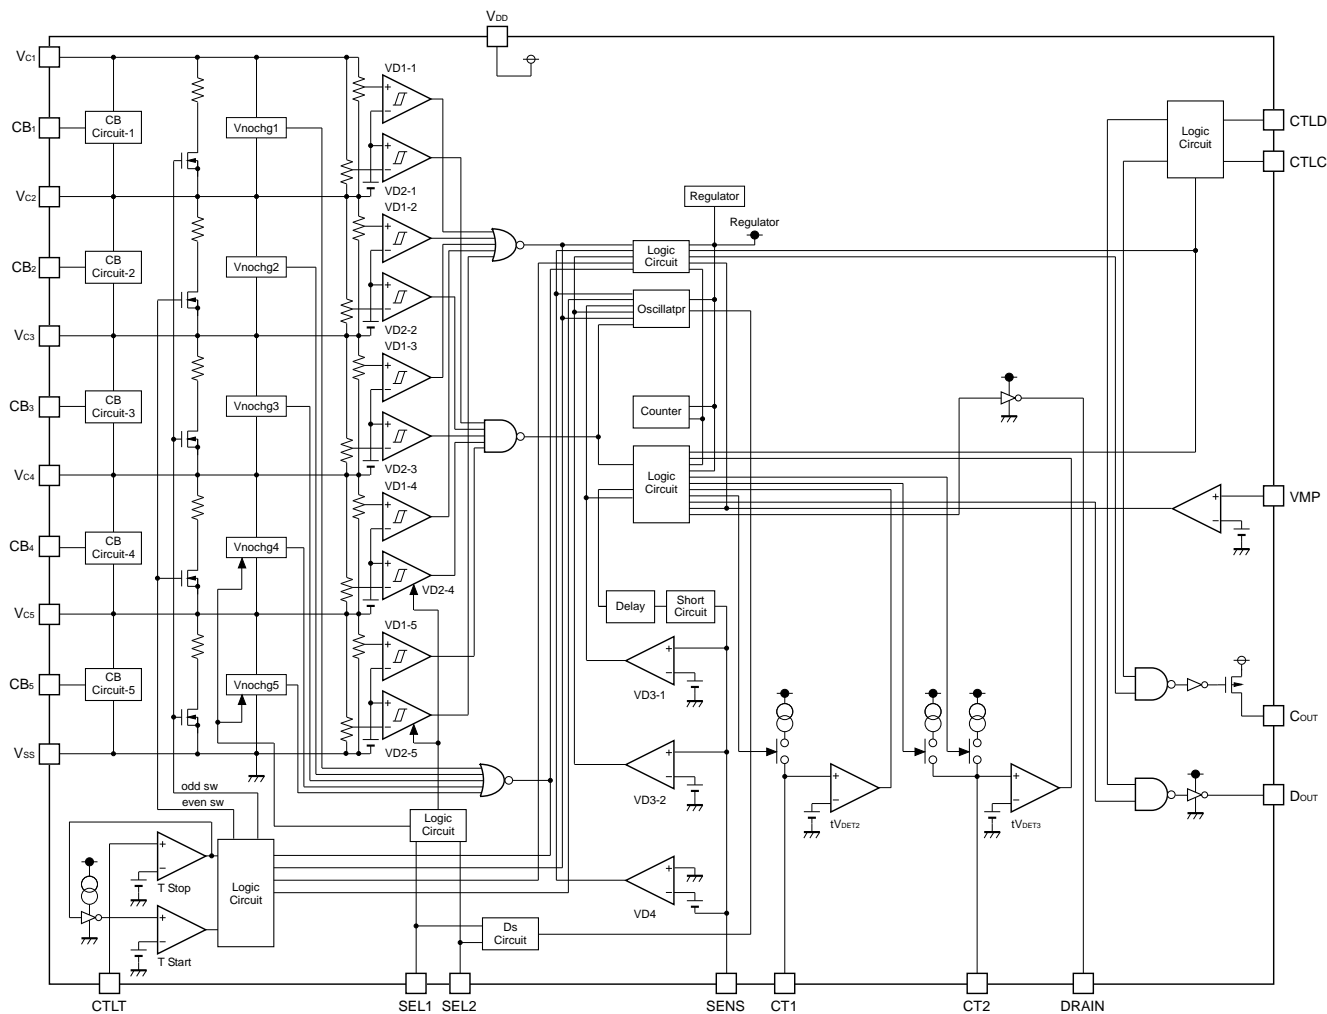 VDD
VC1
VD1-1
CB1
CB
Circuit-1
Vnochg1
CTLD
Logic
Circuit
CTLC
VC2
VD2-1
VD1-2
Regulator
Regulator
CB2
CB
Circuit-2
Vnochg2
Logic
Circuit
Oscillatpr
VC3
VD2-2
VD1-3
CB3
CB
Circuit-3
Vnochg3
Counter
VC4
VD2-3
VD1-4
Logic
Circuit
VMP
CB4
CB
Circuit-4
Vnochg4
VD2-4
Delay
Short
Circuit
VC5
VD1-5
CB5
CB
Circuit-5
Vnochg5
VD3-1
COUT
VSS
VD2-5
odd sw
even sw
VD3-2
DOUT
Logic
Circuit
tVDET2
tVDET3
T Stop
Logic
Circuit
VD4
Ds
Circuit
T Start
CTLT
SEL1
SEL2
SENS
CT1
CT2
DRAIN